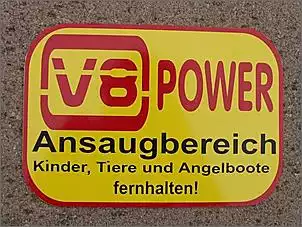 V8 POWER
Ansaugbereich
Kinder, Tiere und Angelboote
fernhalten!